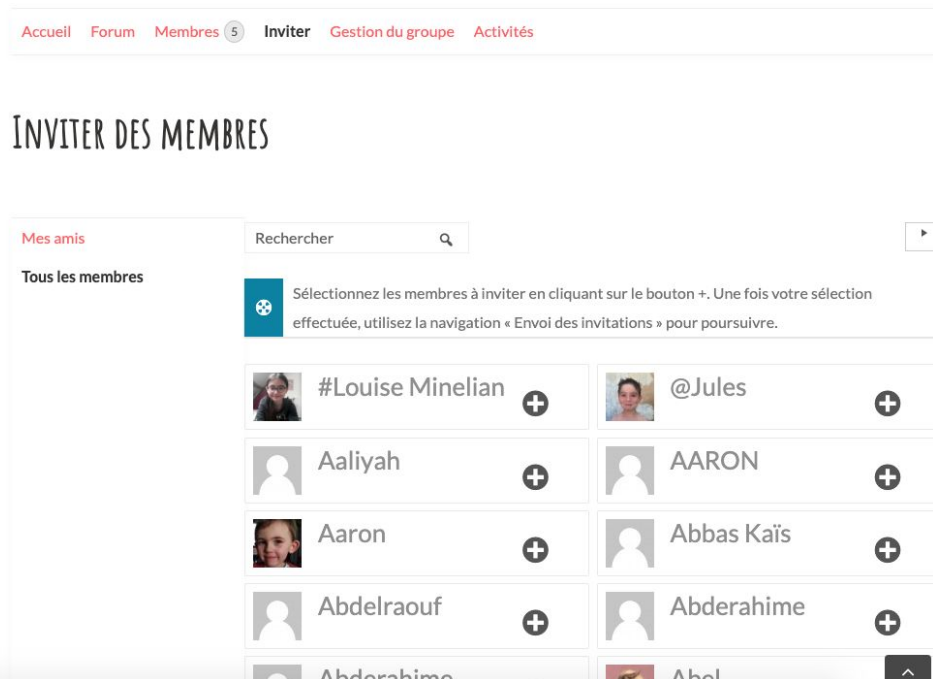 Accueil Forum Membres 5 Inviter Gestion du groupe Activités
Inviter des membres
Mes amis
Tous les membres
Rechercher
Sélectionnez les membres à inviter en cliquant sur le bouton +. Une fois votre sélection
effectuée, utilisez la navigation « Envoi des invitations » pour poursuivre.
#Louise Minelian
@Jules
Aaliyah
AARON
Aaron
Abbas Kaïs
Abdelraouf
Abderahime
Abderahime
Abel